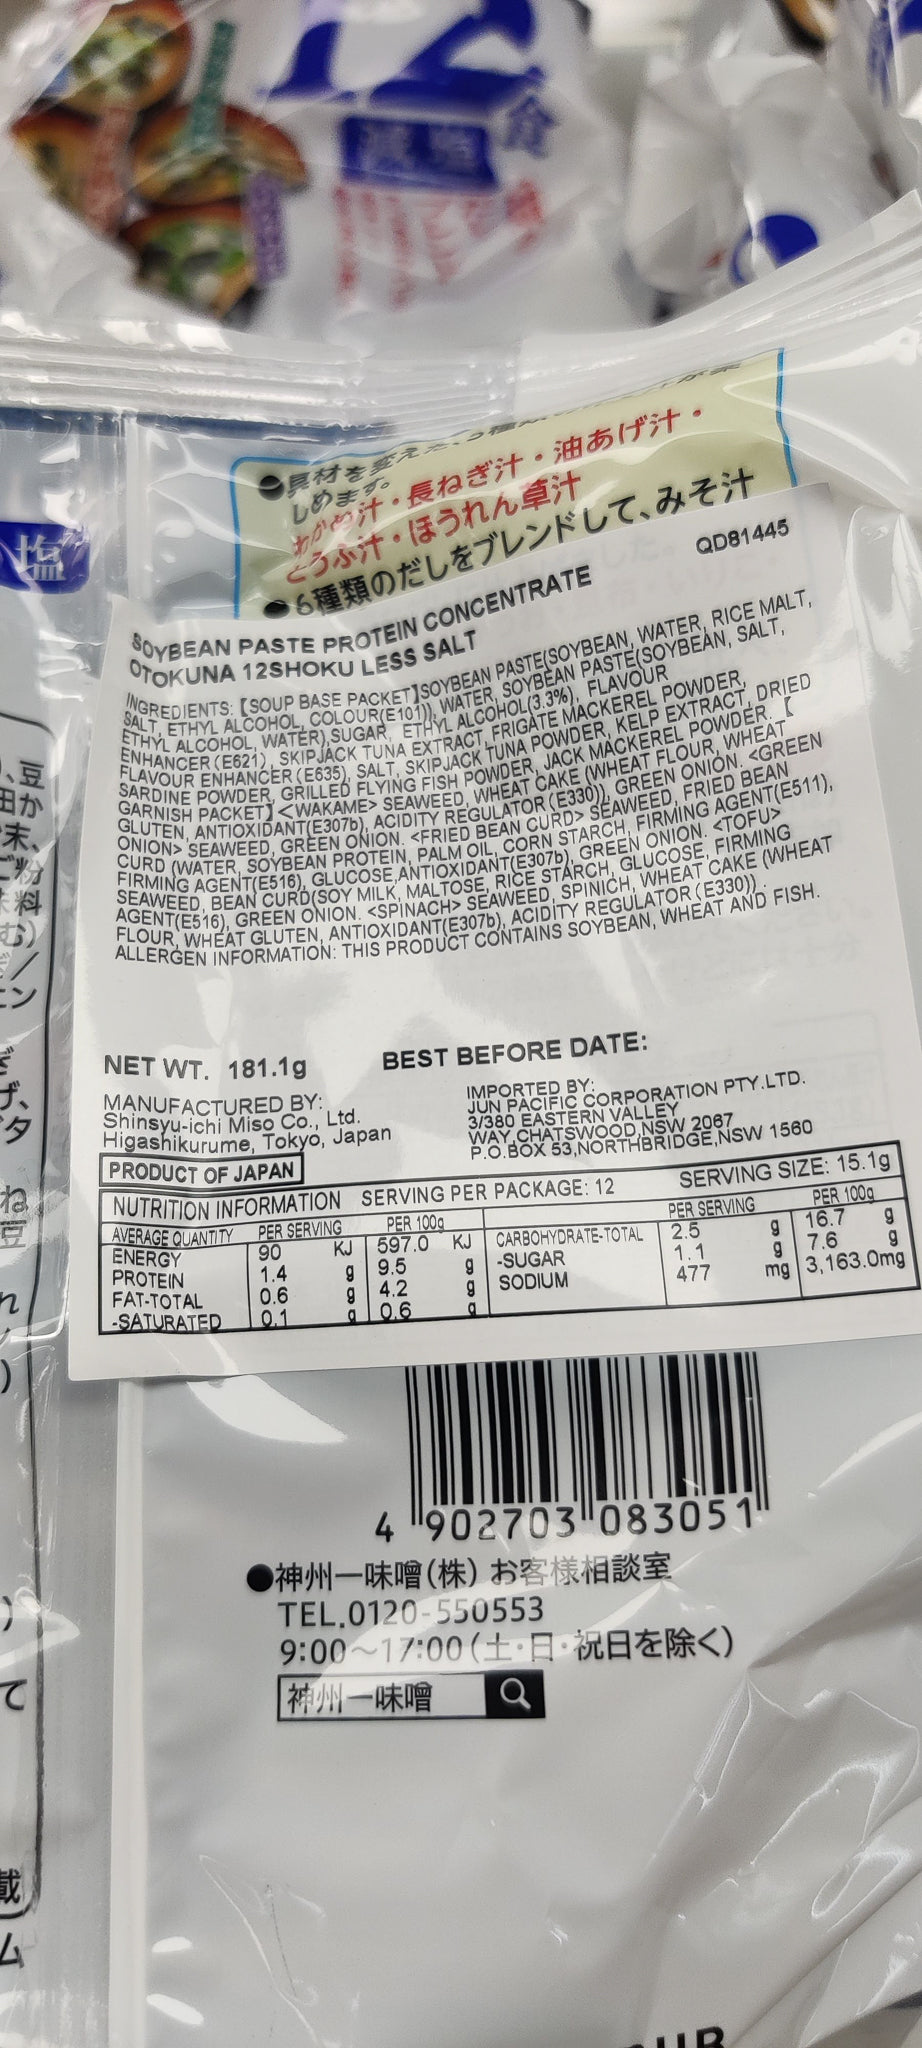 12
食
減塩
塩
●具材を変えた、5種類の
しめます。
わかめ汁・長ねぎ汁・油あげ汁・
とうふ汁・ほうれん草汁
●6種類のだしをブレンドして、みそ汁
した。
QD81445
SOYBEAN PASTE PROTEIN CONCENTRATE
OTOKUNA 12SHOKU LESS SALT
INGREDIENTS:【SOUP BASE PACKET】SOYBEAN PASTE(SOYBEAN, WATER, RICE MALT,
SALT, ETHYL ALCOHOL, COLOUR(E101)), WATER, SOYBEAN PASTE(SOYBEAN, SALT,
ETHYL ALCOHOL, WATER),SUGAR, ETHYL ALCOHOL(3.3%), FLAVOUR
ENHANCER(E621), SKIPJACK TUNA EXTRACT, FRIGATE MACKEREL POWDER,
FLAVOUR ENHANCER(E635), SALT, SKIPJACK TUNA POWDER, KELP EXTRACT, DRIED
SARDINE POWDER, GRILLED FLYING FISH POWDER, JACK MACKEREL POWDER.【
GARNISH PACKET】<WAKAME> SEAWEED, WHEAT CAKE (WHEAT FLOUR, WHEAT
GLUTEN, ANTIOXIDANT(E307b), ACIDITY REGULATOR(E330)), GREEN ONION. <GREEN
ONION> SEAWEED, GREEN ONION. <FRIED BEAN CURD> SEAWEED, FRIED BEAN
CURD (WATER, SOYBEAN PROTEIN, PALM OIL, CORN STARCH, FIRMING AGENT(E511),
FIRMING AGENT(E516), GLUCOSE,ANTIOXIDANT(E307b), GREEN ONION. <TOFU>
SEAWEED, BEAN CURD(SOY MILK, MALTOSE, RICE STARCH, GLUCOSE, FIRMING
AGENT(E516), GREEN ONION. <SPINACH> SEAWEED, SPINICH, WHEAT CAKE (WHEAT
FLOUR, WHEAT GLUTEN, ANTIOXIDANT(E307b), ACIDITY REGULATOR(E330)).
ALLERGEN INFORMATION: THIS PRODUCT CONTAINS SOYBEAN, WHEAT AND FISH.
NET WT. 181.1g
BEST BEFORE DATE:
MANUFACTURED BY:
Shinsyu-ichi Miso Co., Ltd.
Higashikurume, Tokyo, Japan
IMPORTED BY:
JUN PACIFIC CORPORATION PTY.LTD.
3/380 EASTERN VALLEY
WAY,CHATSWOOD,NSW 2067
P.O.BOX 53,NORTHBRIDGE,NSW 1560
PRODUCT OF JAPAN
NUTRITION INFORMATION SERVING PER PACKAGE: 12 SERVING SIZE: 15.1g
AVERAGE QUANTITY PER SERVING PER 100g PER SERVING PER 100g
ENERGY 90 KJ 597.0 KJ CARBOHYDRATE-TOTAL 2.5 g 16.7 g
PROTEIN 1.4 g 9.5 g -SUGAR 1.1 g 7.6 g
FAT-TOTAL 0.6 g 4.2 g SODIUM 477 mg 3,163.0mg
-SATURATED 0.1 g 0.6 g
4 902703 083051
●神州一味噌(株) お客様相談室
TEL.0120-550553
9:00～17:00(土・日・祝日を除く)
神州一味噌